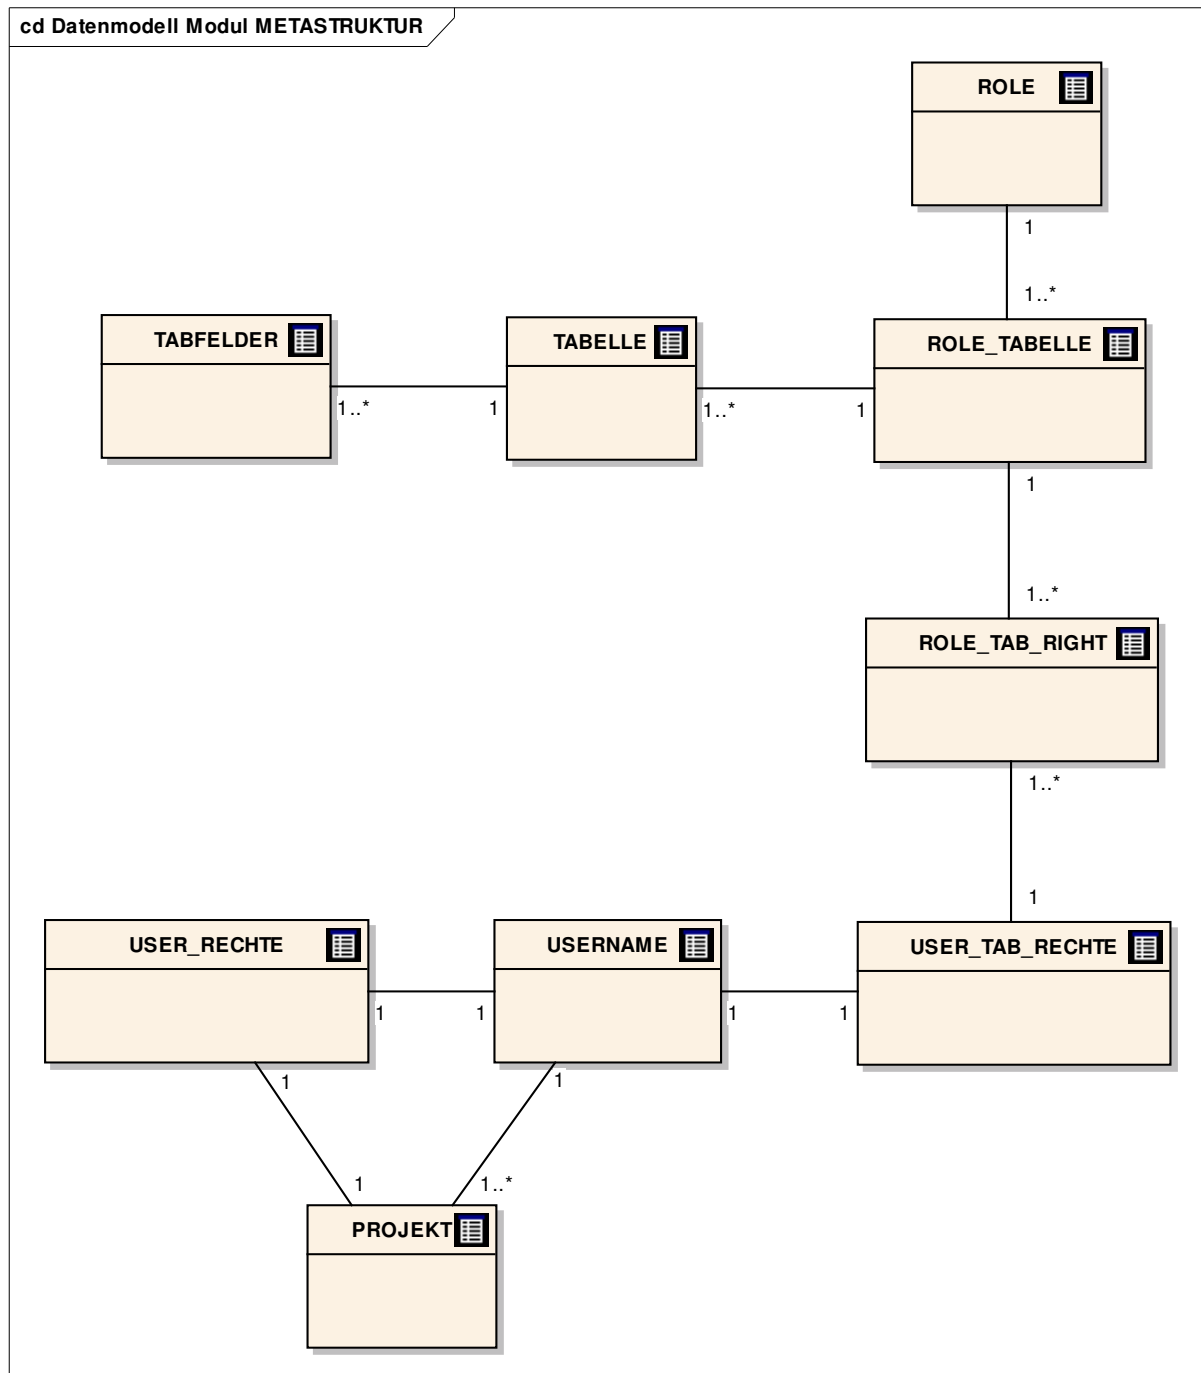 cd Datenmodell Modul METASTRUKTUR
ROLE
1
1..*
TABFELDER
TABELLE
ROLE_TABELLE
1..*
1
1..*
1
1
1..*
ROLE_TAB_RIGHT
1..*
1
USER_RECHTE
USERNAME
USER_TAB_RECHTE
1
1
1
1
1
1
1
1..*
PROJEKT